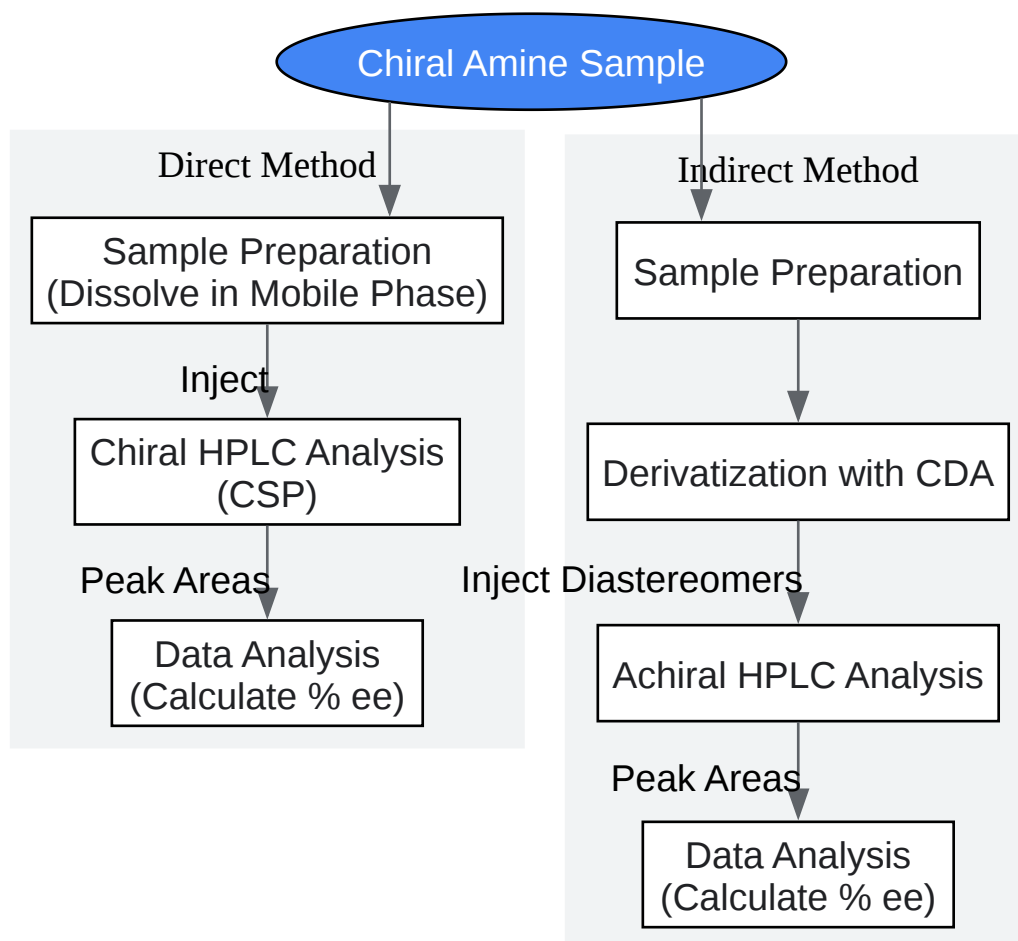 Chiral Amine Sample
Direct Method
Sample Preparation
(Dissolve in Mobile Phase)
Inject
Chiral HPLC Analysis
(CSP)
Peak Areas
Data Analysis
(Calculate % ee)
Indirect Method
Sample Preparation
Derivatization with CDA
Inject Diastereomers
Achiral HPLC Analysis
Peak Areas
Data Analysis
(Calculate % ee)